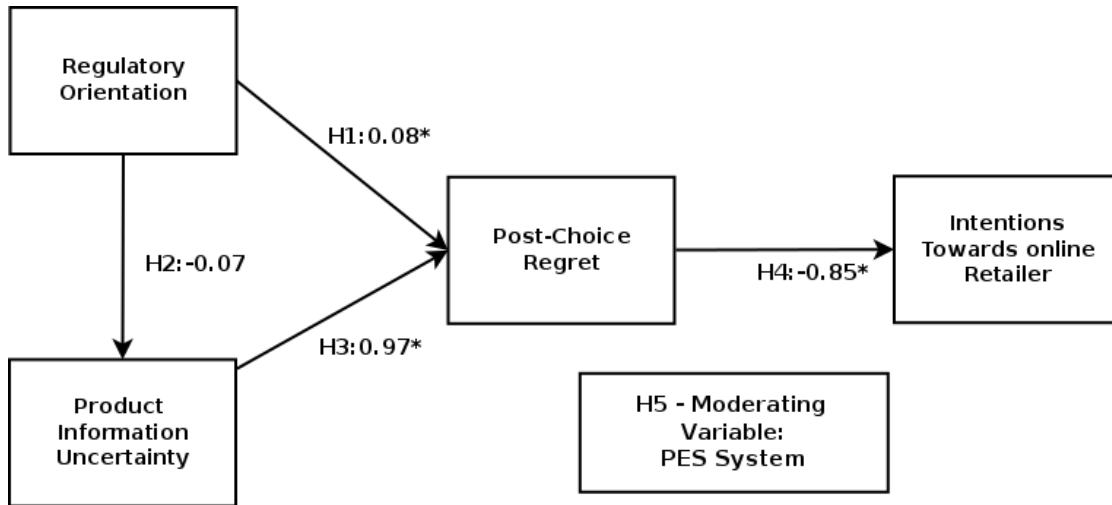 Regulatory
Orientation
H1:0.08*
Post-Choice
Regret
Intentions
Towards online
Retailer
H2:-0.07
H4:-0.85*
H3:0.97*
Product
Information
Uncertainty
H5 - Moderating
Variable:
PES System